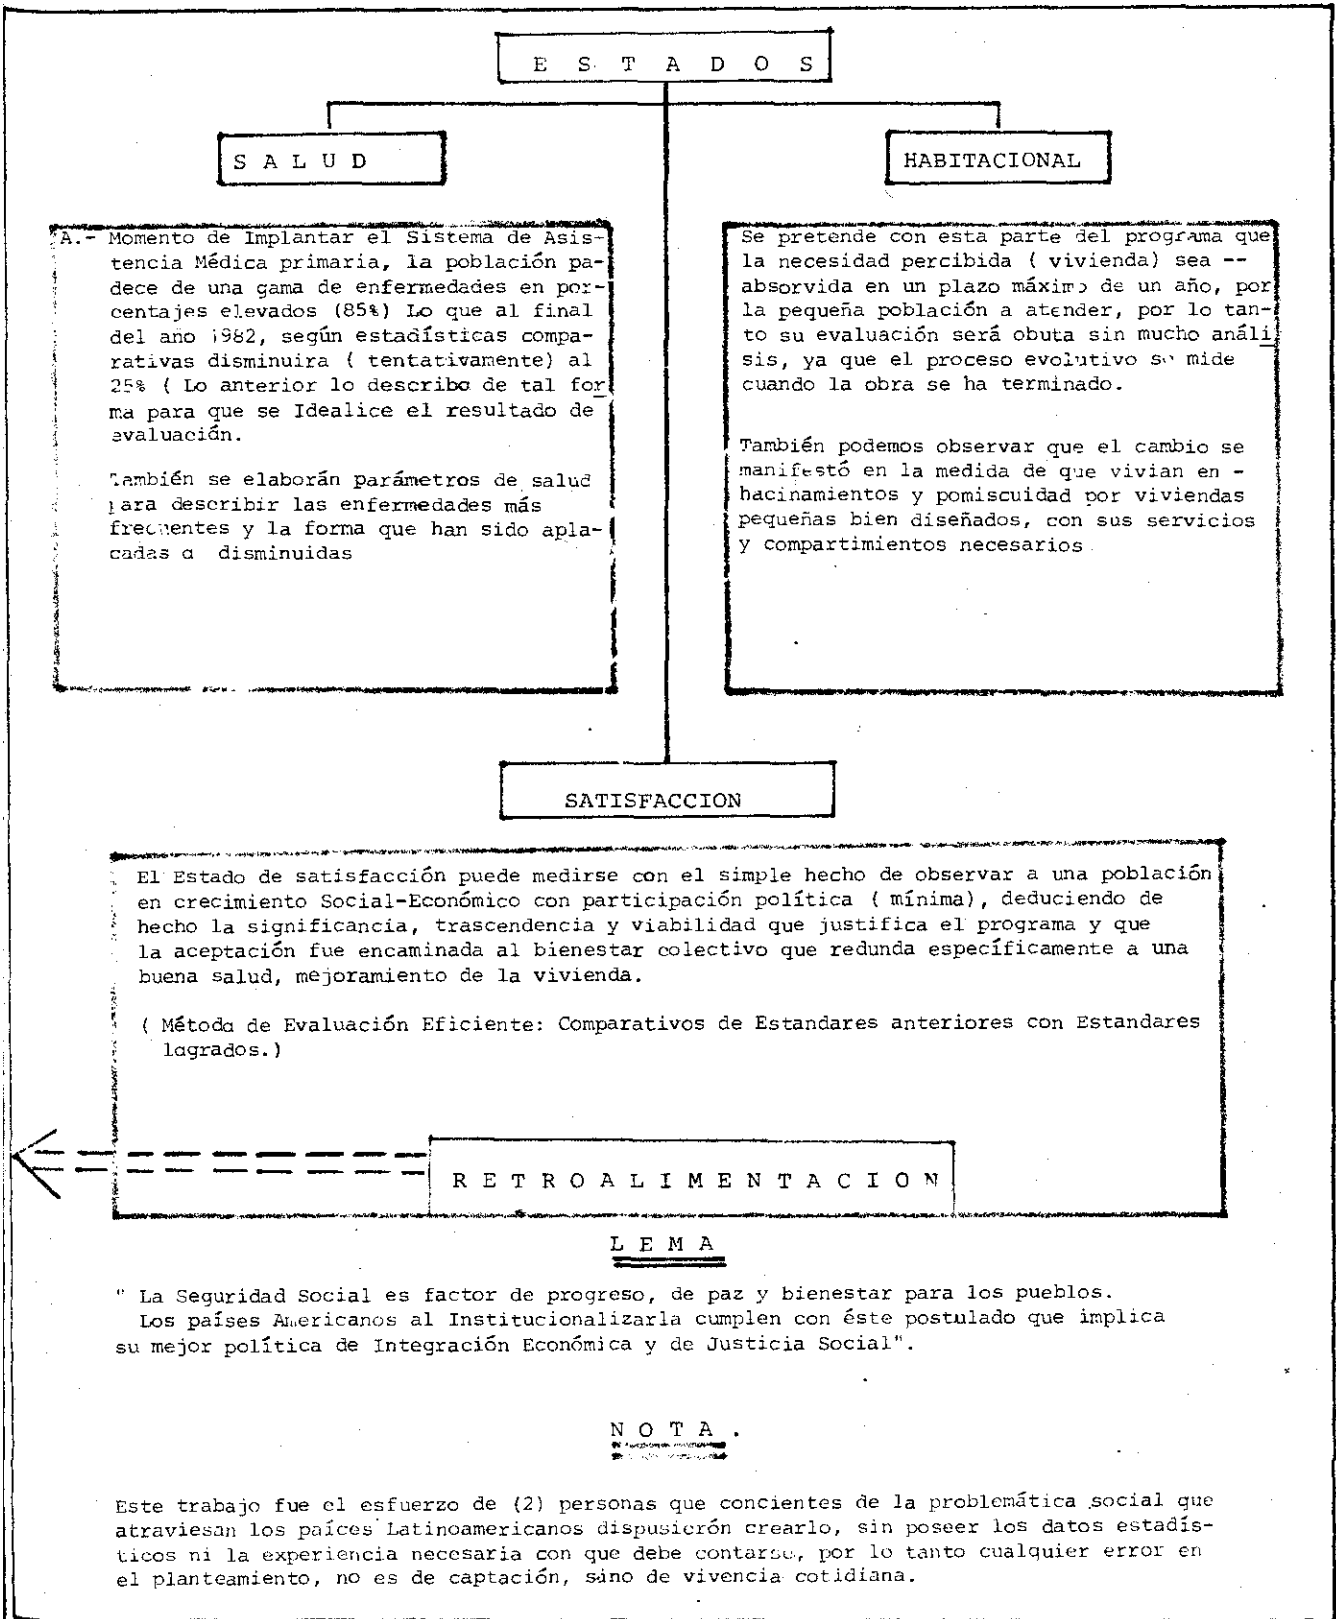 E S T A D O S
S A L U D
HABITACIONAL
A.- Momento de Implantar el Sistema de Asis-
tencia Médica primaria, la población pa-
dece de una gama de enfermedades en por-
centajes elevados (85%) Lo que al final
del año 1982, según estadísticas compa-
rativas disminuira ( tentativamente) al
25% ( Lo anterior lo describo de tal for
ma para que se Idealice el resultado de
evaluación.
También se elaborán parámetros de salud
para describir las enfermedades más
frecuentes y la forma que han sido apla-
cadas o disminuidas
Se pretende con esta parte del programa que
la necesidad percibida ( vivienda) sea --
absorvida en un plazo máximo de un año, por
la pequeña población a atender, por lo tan-
to su evaluación será obuta sin mucho análi
sis, ya que el proceso evolutivo se mide
cuando la obra se ha terminado.
También podemos observar que el cambio se
manifestó en la medida de que vivian en -
hacinamientos y pomiscuidad por viviendas
pequeñas bien diseñados, con sus servicios
y compartimientos necesarios
SATISFACCION
El Estado de satisfacción puede medirse con el simple hecho de observar a una población
en crecimiento Social-Económico con participación política ( mínima), deduciendo de
hecho la significancia, trascendencia y viabilidad que justifica el programa y que
la aceptación fue encaminada al bienestar colectivo que redunda específicamente a una
buena salud, mejoramiento de la vivienda.
( Método de Evaluación Eficiente: Comparativos de Estandares anteriores con Estandares
logrados.)
R E T R O A L I M E N T A C I O N
L E M A
" La Seguridad Social es factor de progreso, de paz y bienestar para los pueblos.
Los países Americanos al Institucionalizarla cumplen con éste postulado que implica
su mejor política de Integración Económica y de Justicia Social".
N O T A .
Este trabajo fue el esfuerzo de (2) personas que concientes de la problemática social que
atraviesan los paíces Latinoamericanos dispusierón crearlo, sin poseer los datos estadís-
ticos ni la experiencia necesaria con que debe contarse, por lo tanto cualquier error en
el planteamiento, no es de captación, sino de vivencia cotidiana.